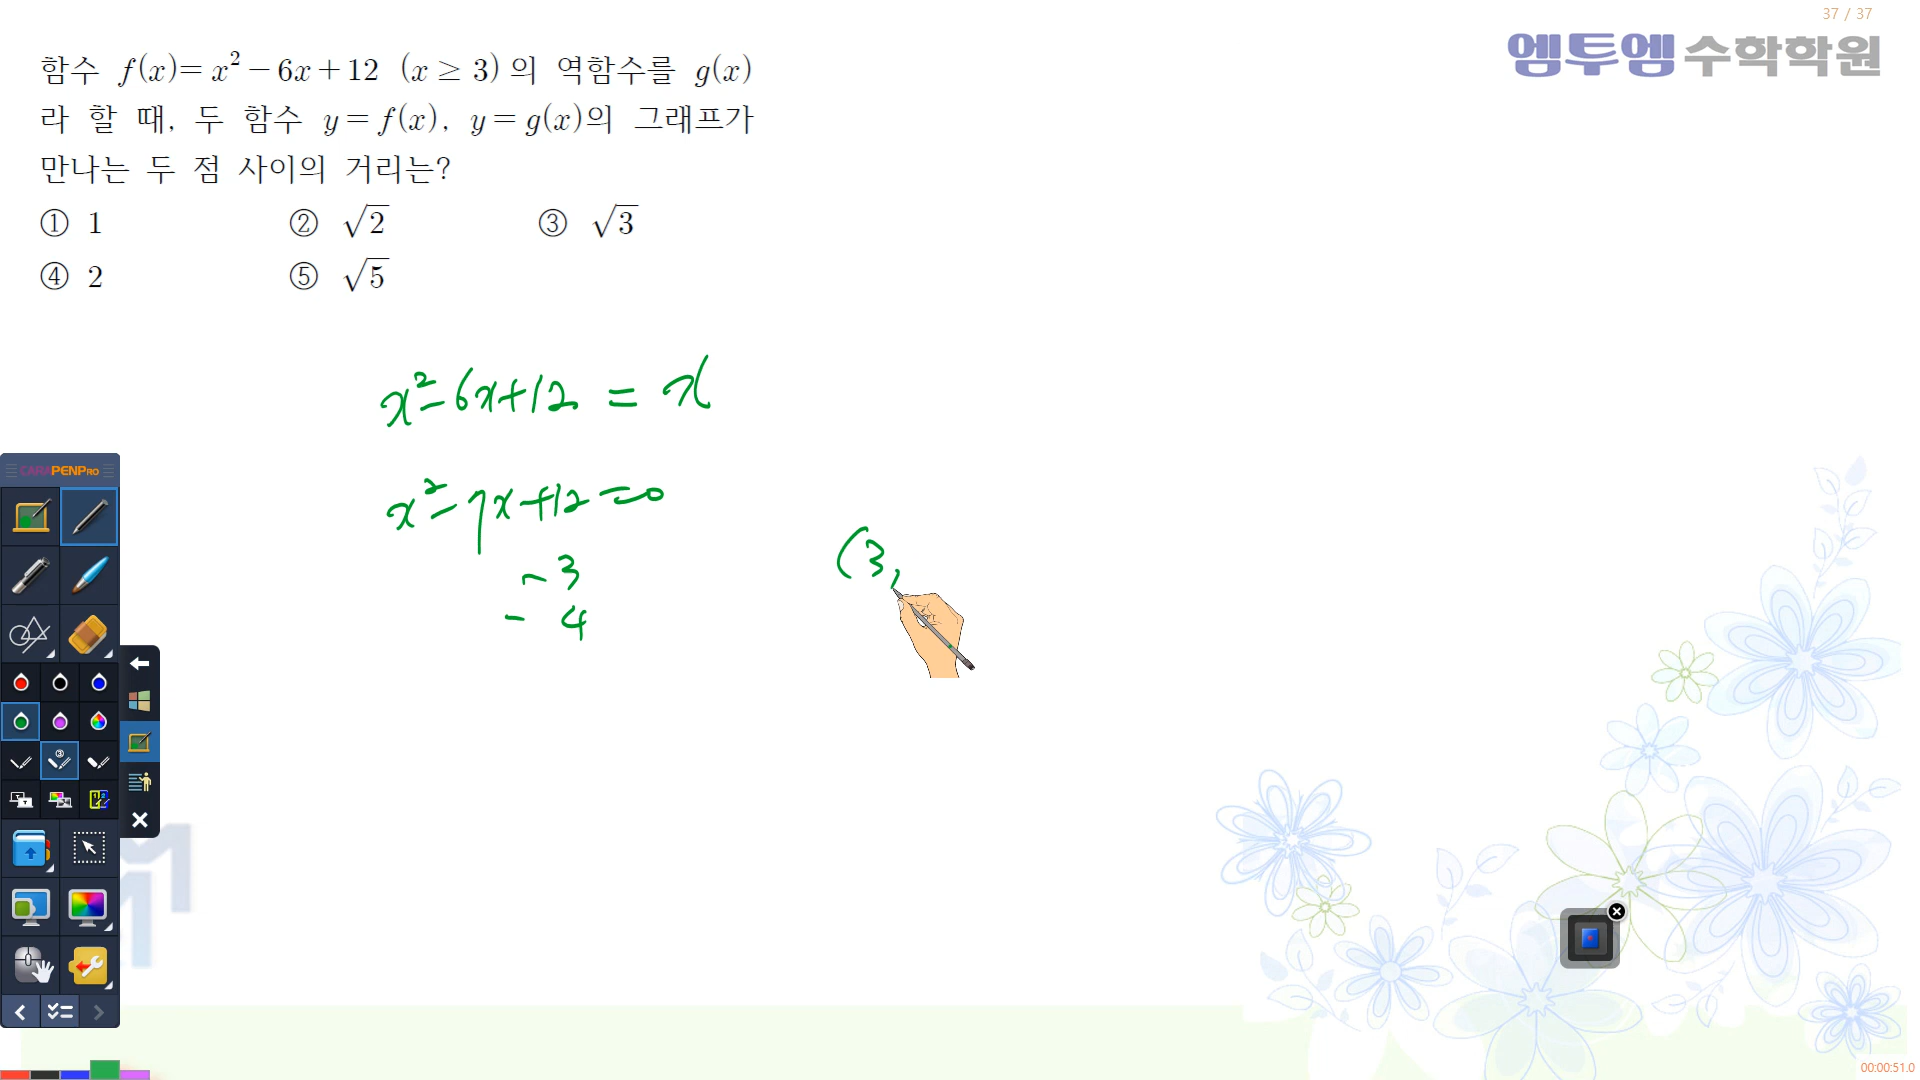 37 / 37
엠투엠 수학학원
함수 f(x)= x² − 6x + 12 (x ≥ 3)의 역함수를 g(x)
라 할 때, 두 함수 y = f(x), y = g(x)의 그래프가
만나는 두 점 사이의 거리는?
① 1 ② √2 ③ √3
④ 2 ⑤ √5
x² − 6x + 12 = x
x² − 7x + 12 = 0
− 3
− 4
(3,
CARAPENPRO
00:00:51.0